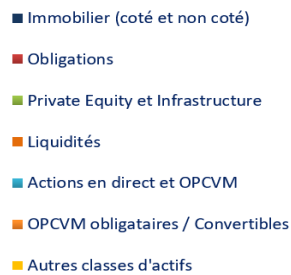 Immobilier (coté et non coté)
Obligations
Private Equity et Infrastructure
Liquidités
Actions en direct et OPCVM
OPCVM obligataires / Convertibles
Autres classes d'actifs